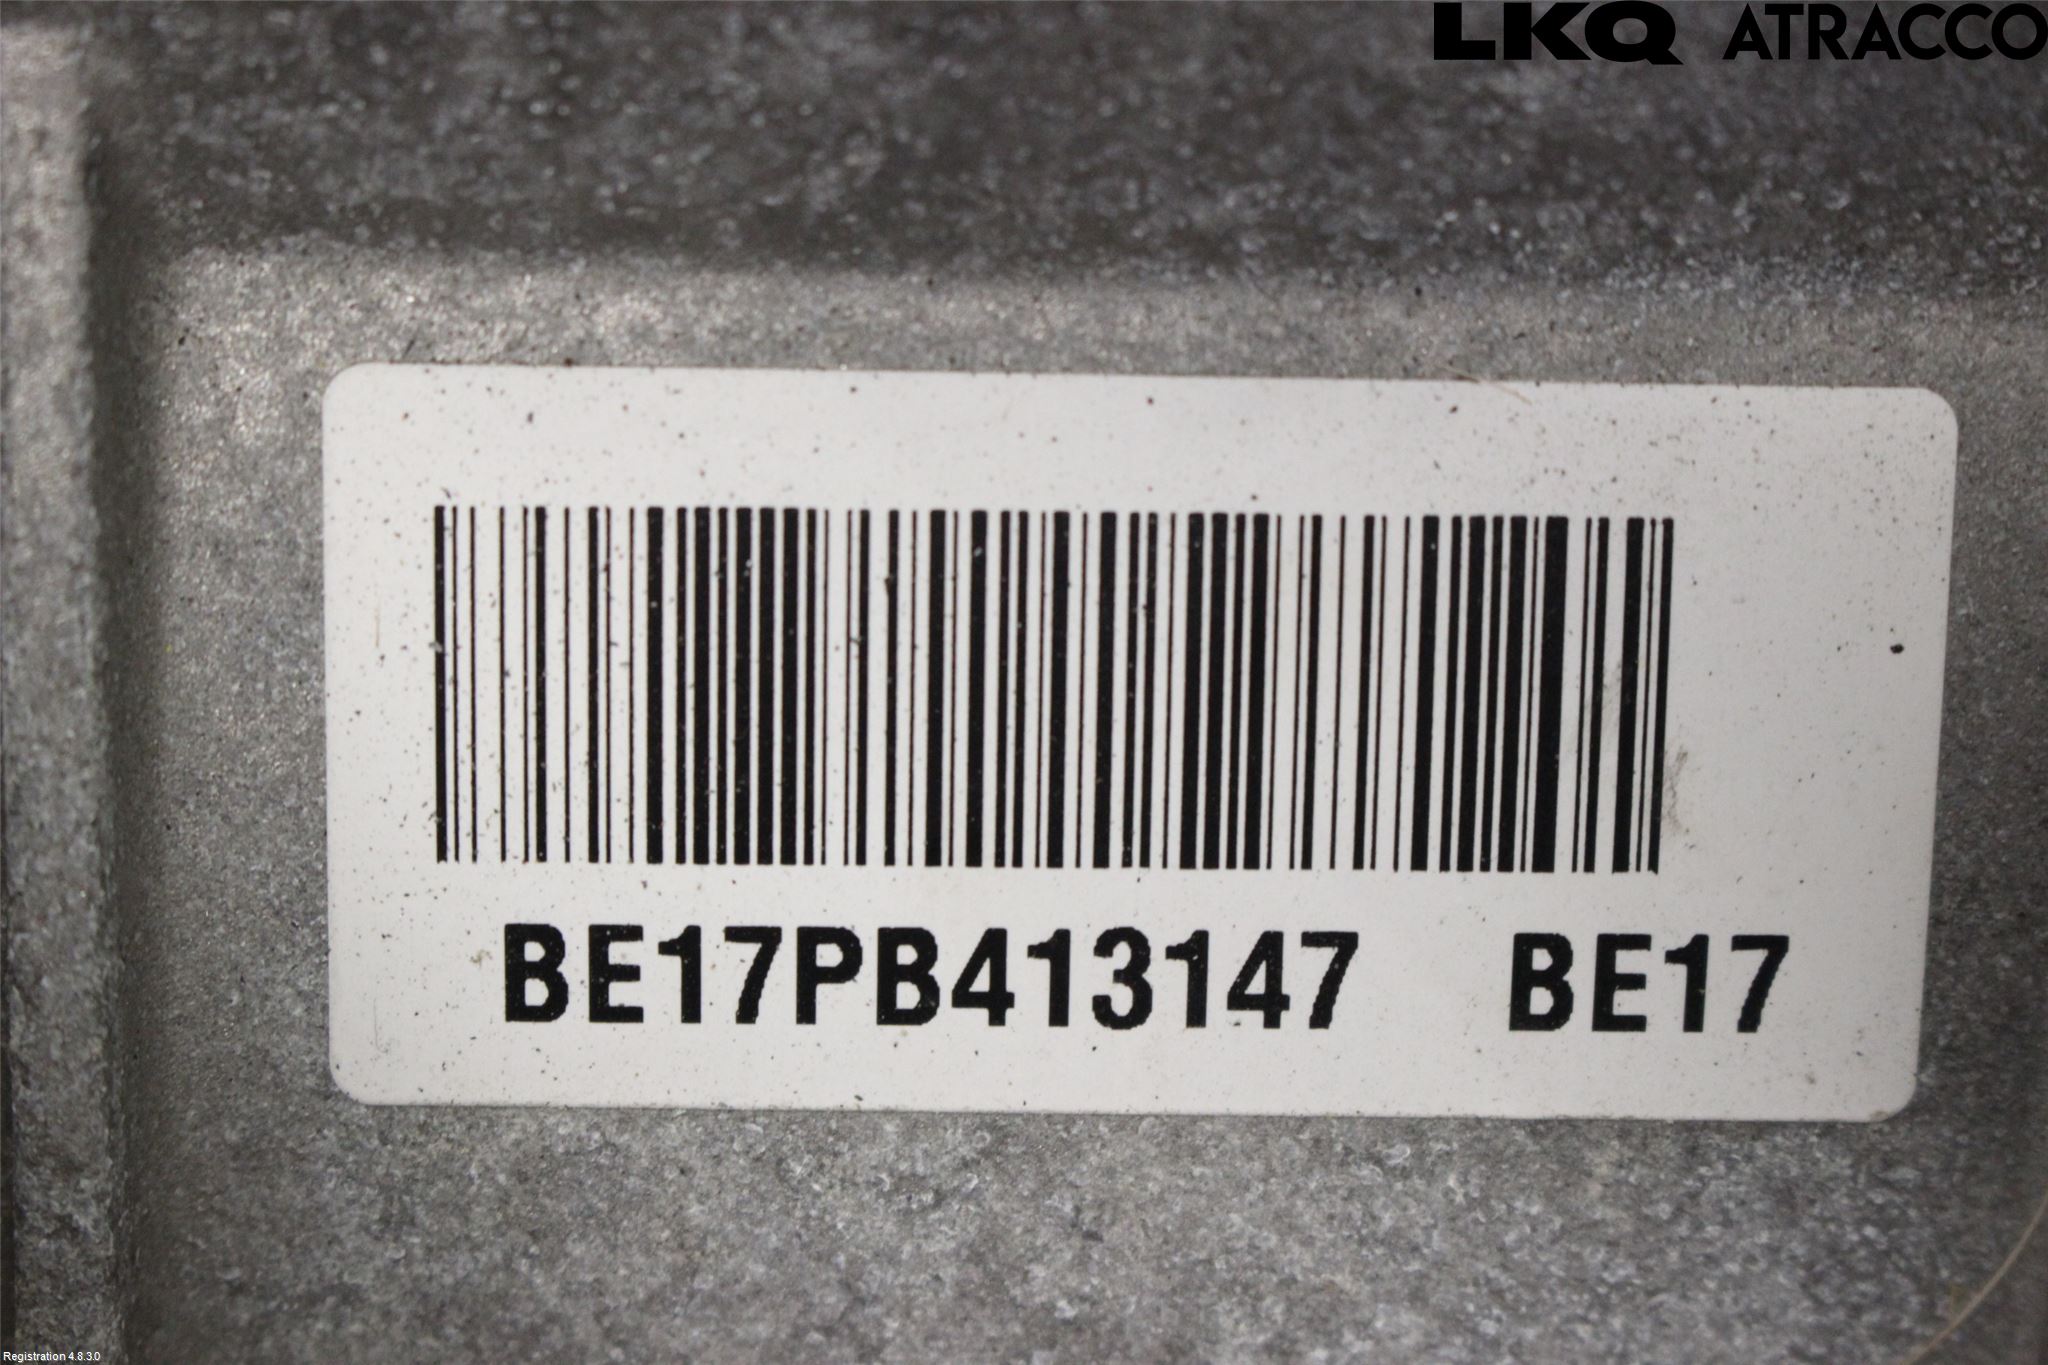 LKQ ATRACCO
BE17PB413147 BE17
Registration 4.8.3.0